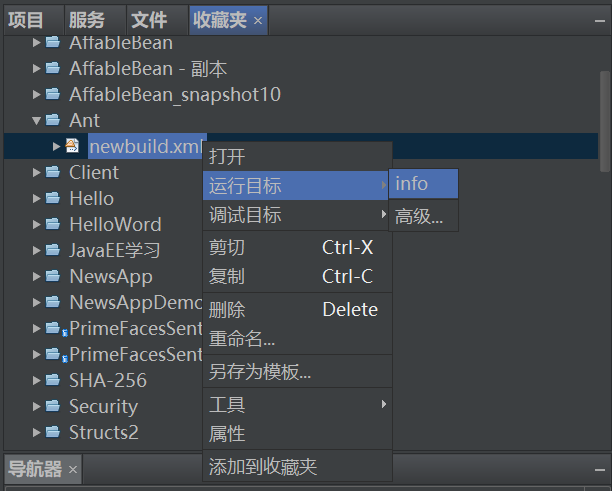 项目 服务 文件 收藏夹
AffableBean
AffableBean - 副本
AffableBean_snapshot10
Ant
newbuild.xml
Client
Hello
HelloWord
JavaEE学习
NewsApp
NewsAppDemo
PrimeFacesSent
PrimeFacesSent
SHA-256
Security
Structs2
打开
运行目标
调试目标
剪切 Ctrl-X
复制 Ctrl-C
删除 Delete
重命名...
另存为模板...
工具
属性
添加到收藏夹
info
高级...
导航器